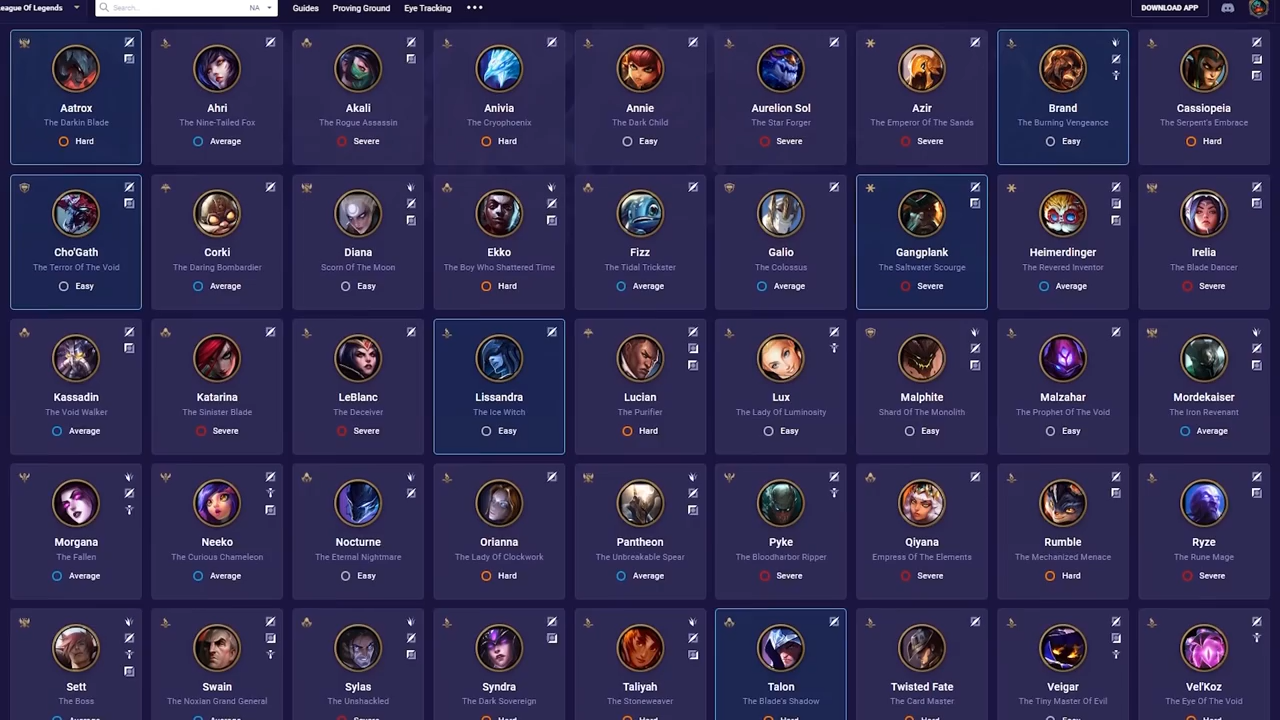 eague Of Legends
Search...
NA
Guides
Proving Ground
Eye Tracking
DOWNLOAD APP
Aatrox
The Darkin Blade
Hard
Ahri
The Nine-Tailed Fox
Average
Akali
The Rogue Assassin
Severe
Anivia
The Cryophoenix
Hard
Annie
The Dark Child
Easy
Aurelion Sol
The Star Forger
Severe
Azir
The Emperor Of The Sands
Severe
Brand
The Burning Vengeance
Easy
Cassiopeia
The Serpent's Embrace
Hard
Cho'Gath
The Terror Of The Void
Easy
Corki
The Daring Bombardier
Average
Diana
Scorn Of The Moon
Easy
Ekko
The Boy Who Shattered Time
Hard
Fizz
The Tidal Trickster
Average
Galio
The Colossus
Average
Gangplank
The Saltwater Scourge
Severe
Heimerdinger
The Revered Inventor
Average
Irelia
The Blade Dancer
Severe
Kassadin
The Void Walker
Average
Katarina
The Sinister Blade
Severe
LeBlanc
The Deceiver
Severe
Lissandra
The Ice Witch
Easy
Lucian
The Purifier
Hard
Lux
The Lady Of Luminosity
Easy
Malphite
Shard Of The Monolith
Easy
Malzahar
The Prophet Of The Void
Easy
Mordekaiser
The Iron Revenant
Average
Morgana
The Fallen
Average
Neeko
The Curious Chameleon
Average
Nocturne
The Eternal Nightmare
Easy
Orianna
The Lady Of Clockwork
Hard
Pantheon
The Unbreakable Spear
Average
Pyke
The Bloodharbor Ripper
Severe
Qiyana
Empress Of The Elements
Severe
Rumble
The Mechanized Menace
Hard
Ryze
The Rune Mage
Severe
Sett
The Boss
Swain
The Noxian Grand General
Sylas
The Unshackled
Syndra
The Dark Sovereign
Taliyah
The Stoneweaver
Talon
The Blade's Shadow
Twisted Fate
The Card Master
Veigar
The Tiny Master Of Evil
Vel'Koz
The Eye Of The Void